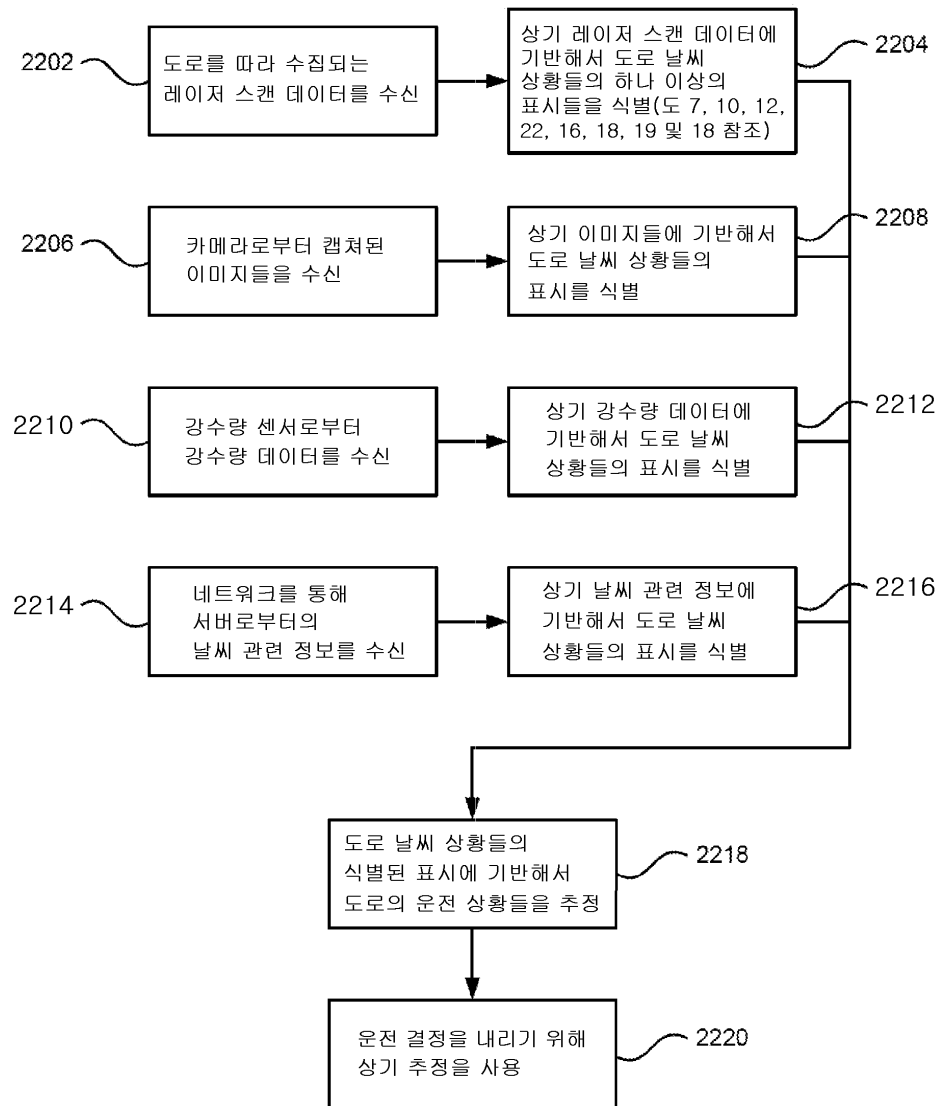 2202
도로를 따라 수집되는
레이저 스캔 데이터를 수신
상기 레이저 스캔 데이터에
기반해서 도로 날씨
상황들의 하나 이상의
표시들을 식별(도 7, 10, 12,
22, 16, 18, 19 및 18 참조)
2204
2206
카메라로부터 캡쳐된
이미지들을 수신
상기 이미지들에 기반해서
도로 날씨 상황들의
표시를 식별
2208
2210
강수량 센서로부터
강수량 데이터를 수신
상기 강수량 데이터에
기반해서 도로 날씨
상황들의 표시를 식별
2212
2214
네트워크를 통해
서버로부터의
날씨 관련 정보를 수신
상기 날씨 관련 정보에
기반해서 도로 날씨
상황들의 표시를 식별
2216
도로 날씨 상황들의
식별된 표시에 기반해서
도로의 운전 상황들을 추정
2218
운전 결정을 내리기 위해
상기 추정을 사용
2220